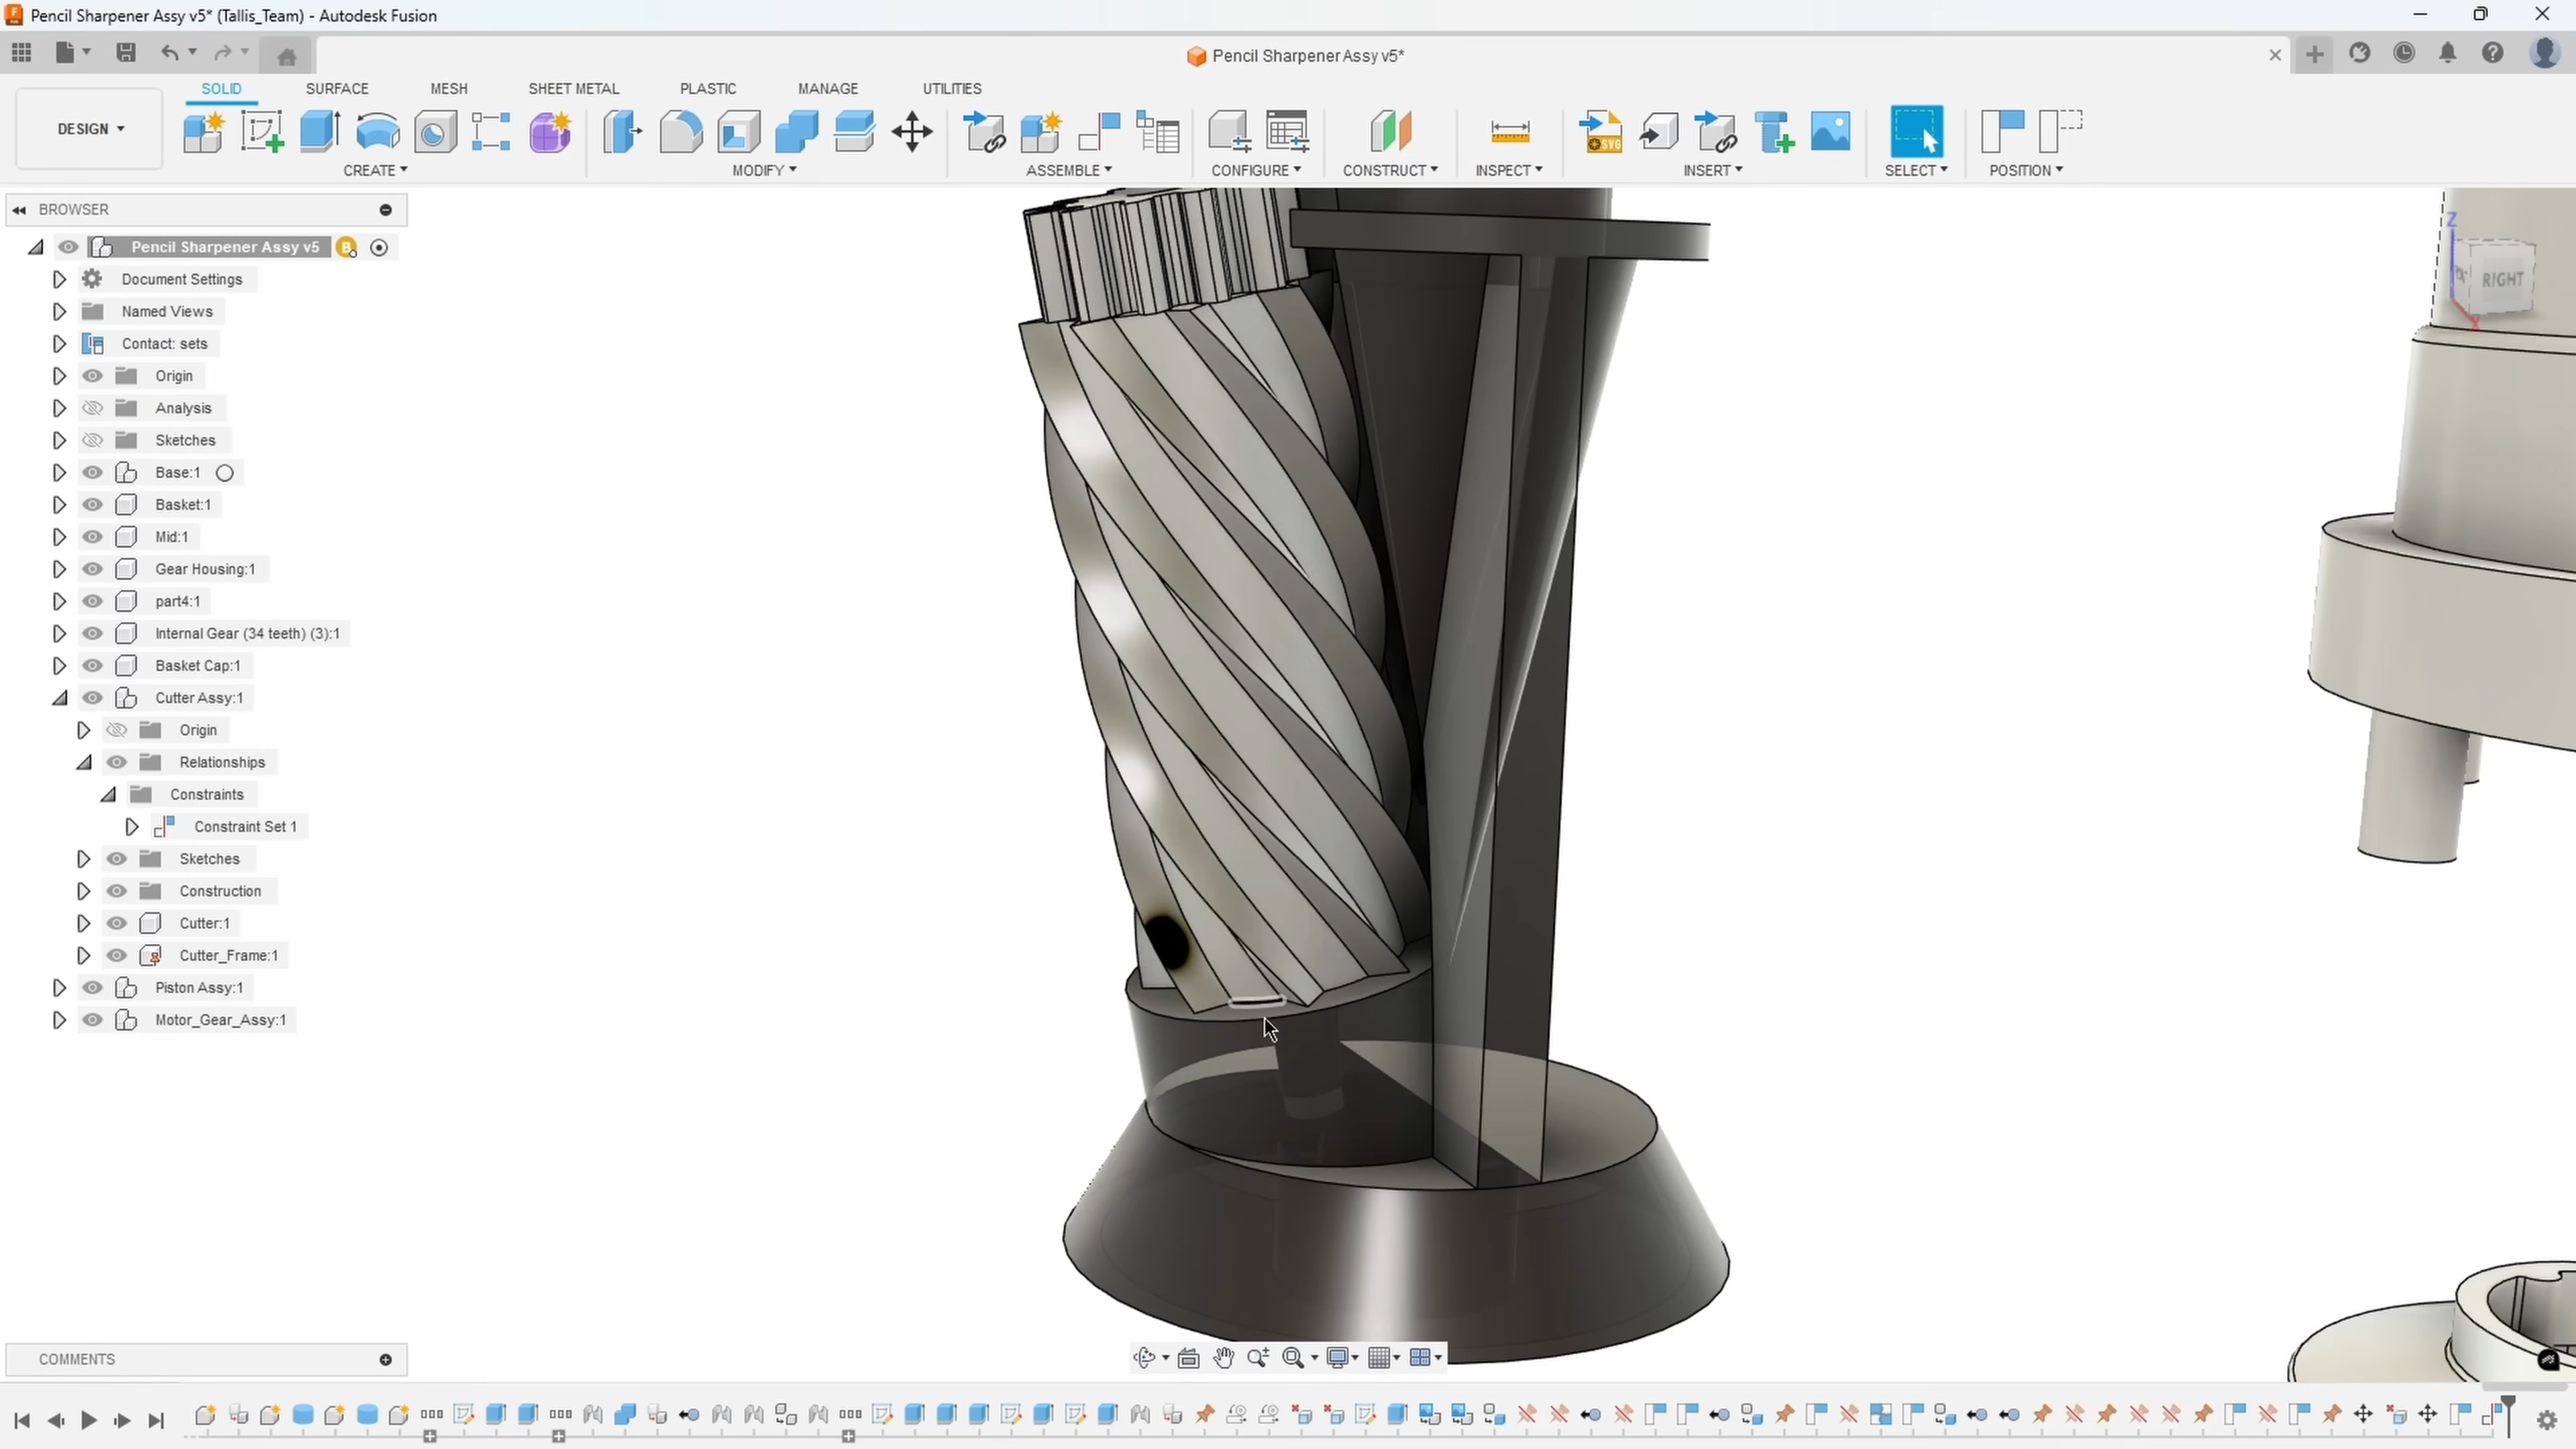 Pencil Sharpener Assy v5* (Tallis_Team) - Autodesk Fusion
Pencil Sharpener Assy v5*
SOLID SURFACE MESH SHEET METAL PLASTIC MANAGE UTILITIES
DESIGN
SVG
CREATE MODIFY ASSEMBLE CONFIGURE CONSTRUCT INSPECT INSERT SELECT POSITION
BROWSER
Pencil Sharpener Assy v5
B
Document Settings
Named Views
Contact: sets
Origin
Analysis
Sketches
Base:1
Basket:1
Mid:1
Gear Housing:1
part4:1
Internal Gear (34 teeth) (3):1
Basket Cap:1
Cutter Assy:1
Origin
Relationships
Constraints
Constraint Set 1
Sketches
Construction
Cutter:1
Cutter_Frame:1
Piston Assy:1
Motor_Gear_Assy:1
Z
RIGHT
X
COMMENTS